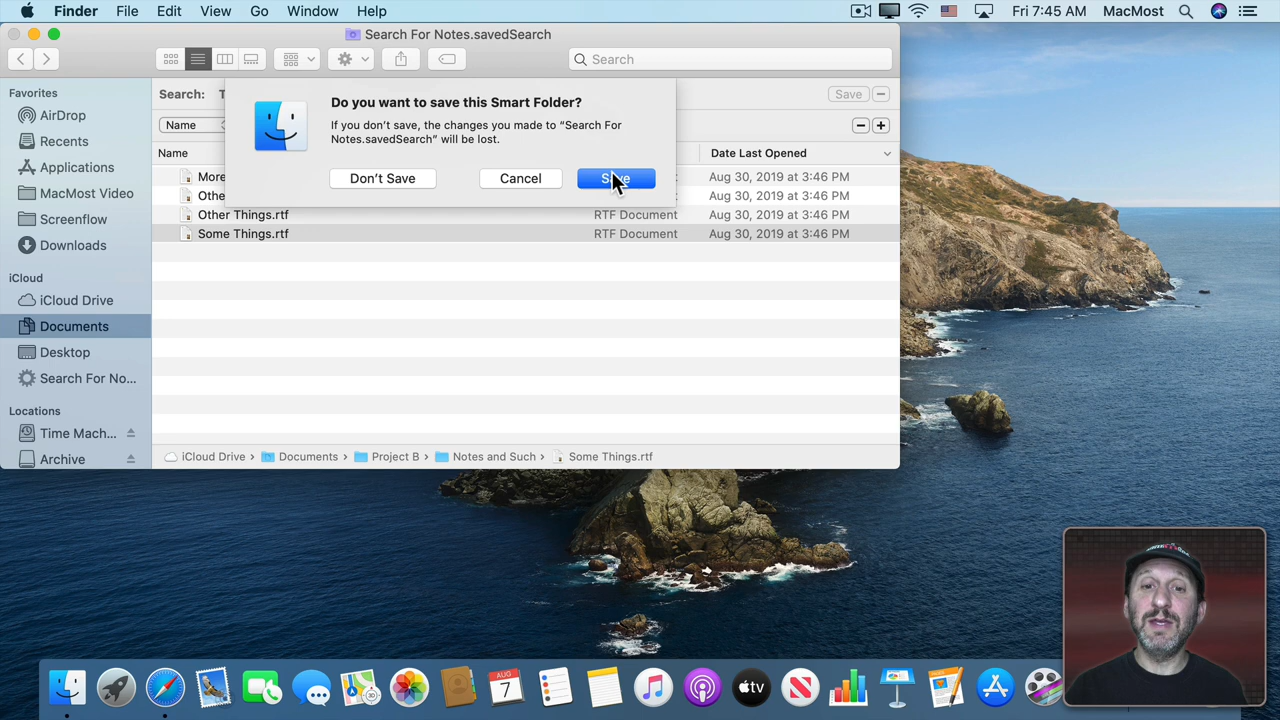 Finder File Edit View Go Window Help Fri 7:45 AM MacMost
Search For Notes.savedSearch
Search
Favorites
AirDrop
Recents
Applications
MacMost Video
Screenflow
Downloads
iCloud
iCloud Drive
Documents
Desktop
Search For No...
Locations
Time Mach...
Archive
Search:
Save
Do you want to save this Smart Folder?
If you don't save, the changes you made to “Search For
Notes.savedSearch” will be lost.
Don't Save Cancel
Name
Name Date Last Opened
More Aug 30, 2019 at 3:46 PM
Aug 30, 2019 at 3:46 PM
Other Things.rtf RTF Document Aug 30, 2019 at 3:46 PM
Some Things.rtf RTF Document Aug 30, 2019 at 3:46 PM
iCloud Drive › Documents › Project B › Notes and Such › Some Things.rtf
AUG
7
tv